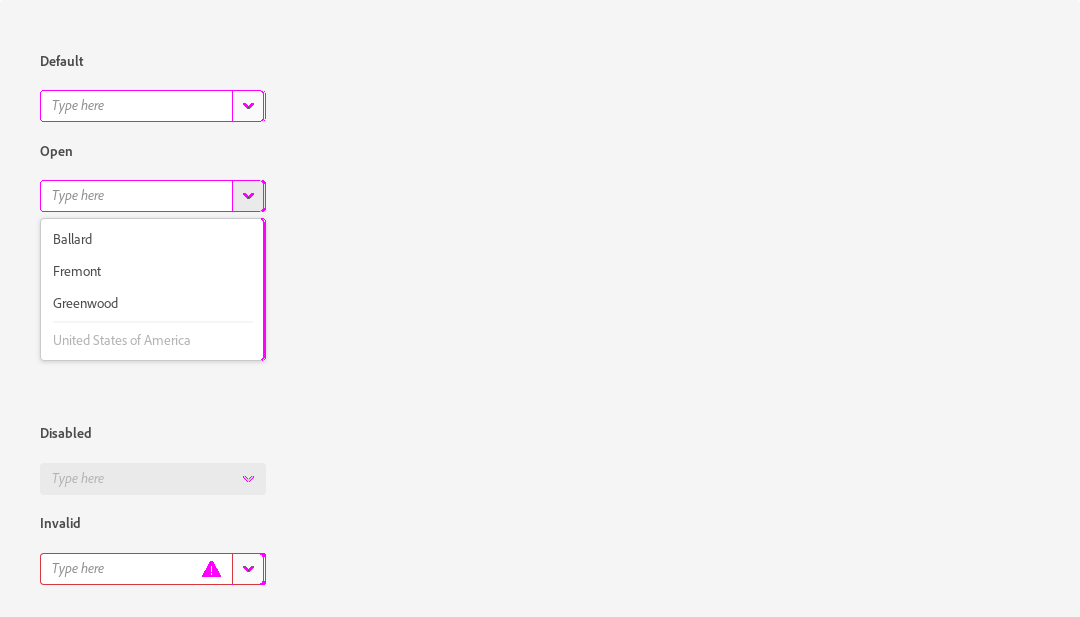 Default
Type here
Open
Type here
Ballard
Fremont
Greenwood
United States of America
Disabled
Type here
Invalid
Type here